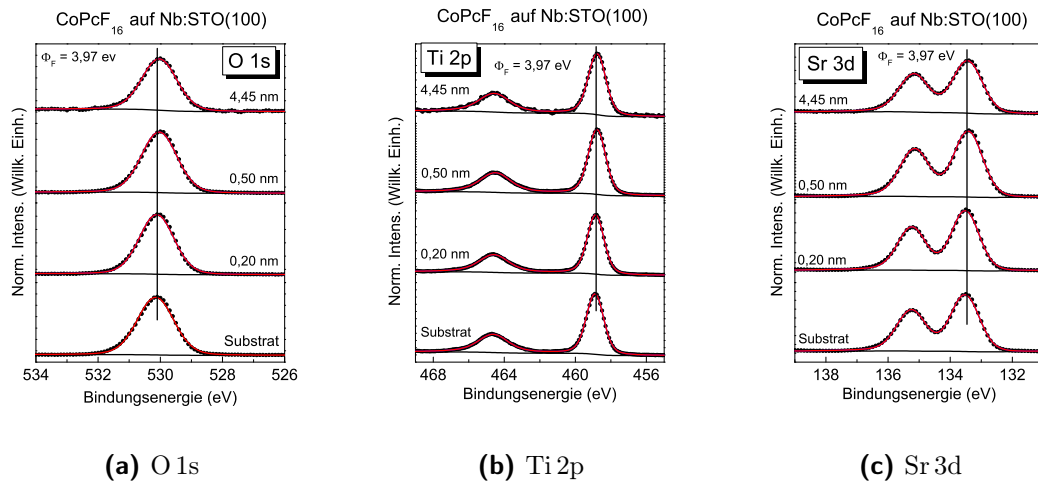 CoPcF16 auf Nb:STO(100)
ΦF = 3,97 ev
O 1s
4,45 nm
0,50 nm
0,20 nm
Substrat
Norm. Intens. (Willk. Einh.)
534 532 530 528 526
Bindungsenergie (eV)
(a) O 1s
CoPcF16 auf Nb:STO(100)
Ti 2p
ΦF = 3,97 eV
4,45 nm
0,50 nm
0,20 nm
Substrat
Norm. Intens. (Willk. Einh.)
468 464 460 456
Bindungsenergie (eV)
(b) Ti 2p
CoPcF16 auf Nb:STO(100)
ΦF = 3,97 eV
Sr 3d
4,45 nm
0,50 nm
0,20 nm
Substrat
Norm. Intens. (Willk. Einh.)
138 136 134 132
Bindungsenergie (eV)
(c) Sr 3d